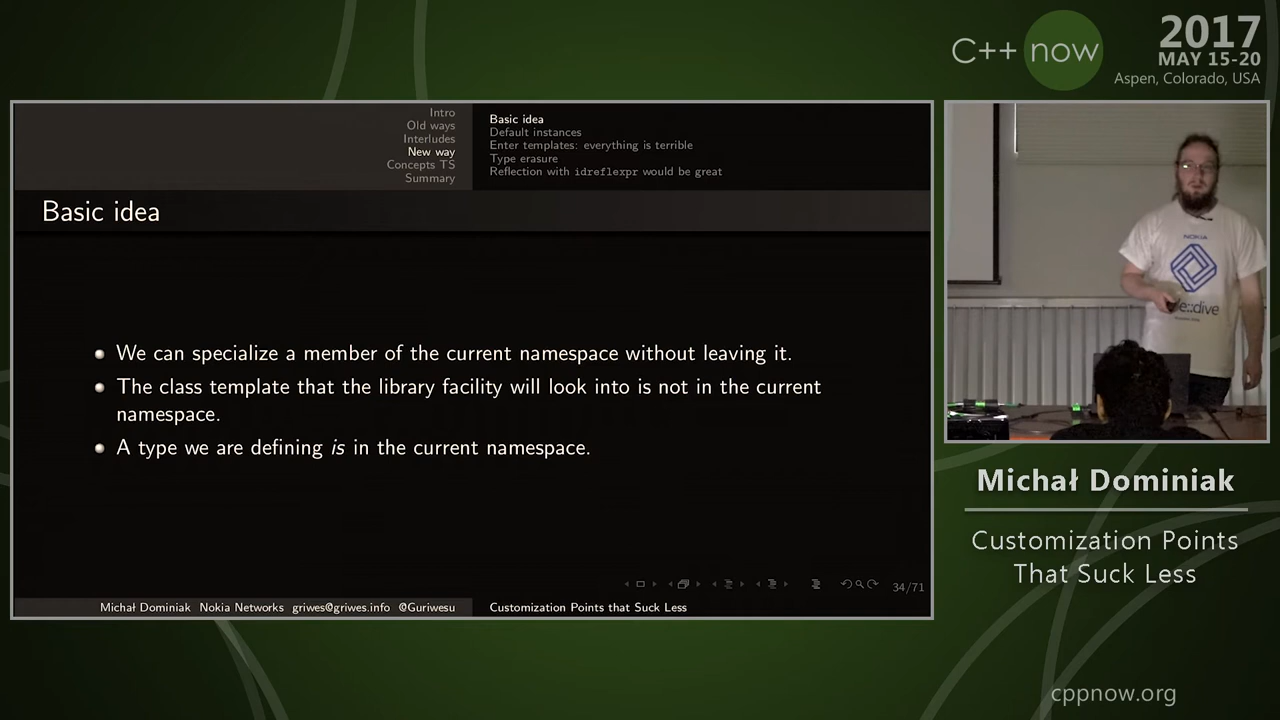 C++ now
2017
MAY 15-20
Aspen, Colorado, USA
Intro
Old ways
Interludes
New way
Concepts TS
Summary
Basic idea
Default instances
Enter templates: everything is terrible
Type erasure
Reflection with idreflexpr would be great
Basic idea
We can specialize a member of the current namespace without leaving it.
The class template that the library facility will look into is not in the current
namespace.
A type we are defining is in the current namespace.
34/71
Michał Dominiak Nokia Networks griwes@griwes.info @Guriwesu
Customization Points that Suck Less
NOKIA
e::dive
Michał Dominiak
Customization Points
That Suck Less
cppnow.org